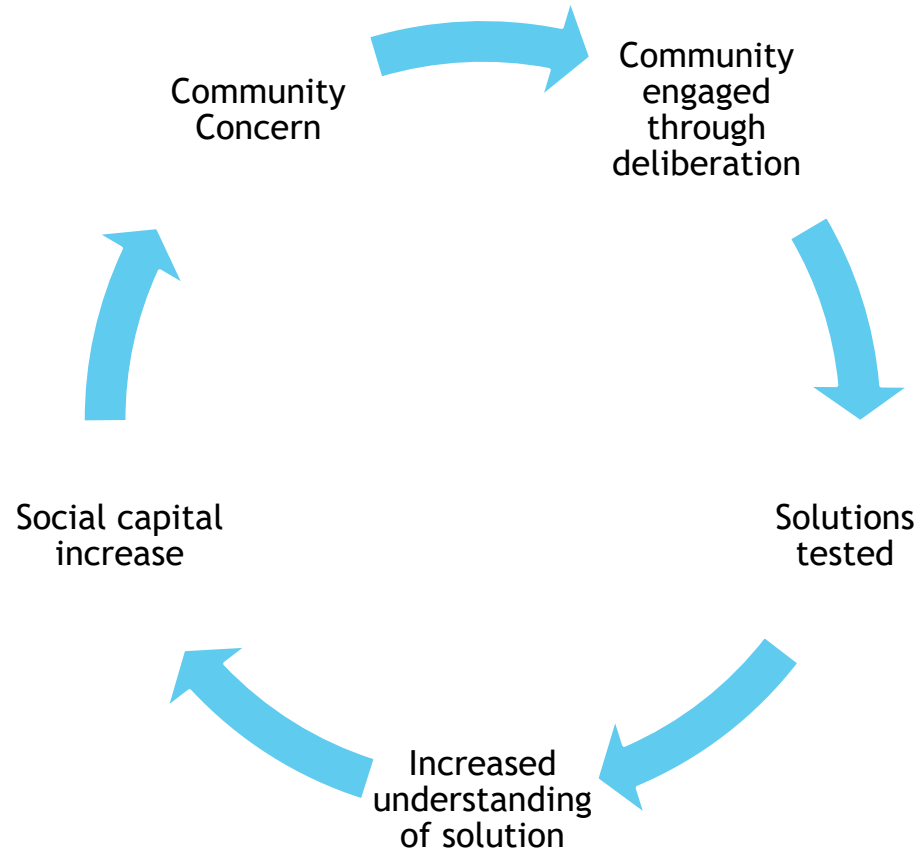 Community
Concern
Community
engaged
through
deliberation
Solutions
tested
Increased
understanding
of solution
Social capital
increase